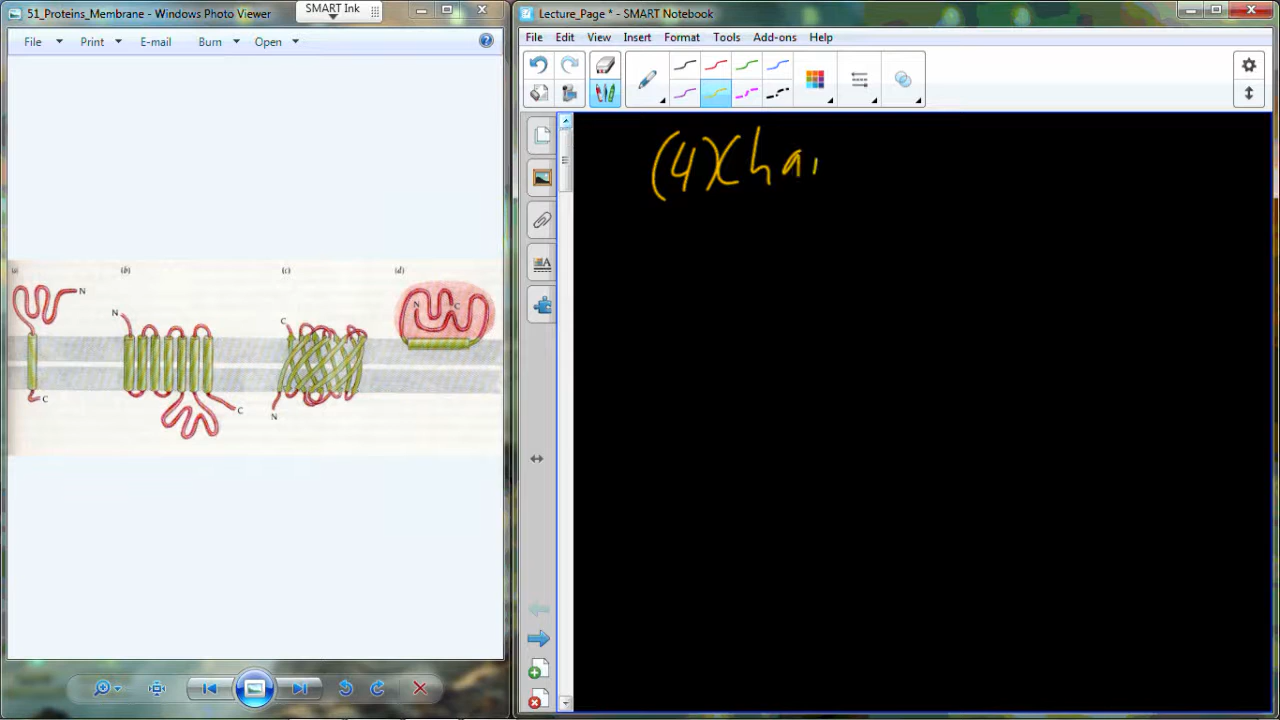 51_Proteins_Membrane - Windows Photo Viewer
SMART Ink
File Print E-mail Burn Open
(a) (b) (c) (d)
N
C
N
C
C
N
N C
Lecture_Page * - SMART Notebook
File Edit View Insert Format Tools Add-ons Help
(4)Cha